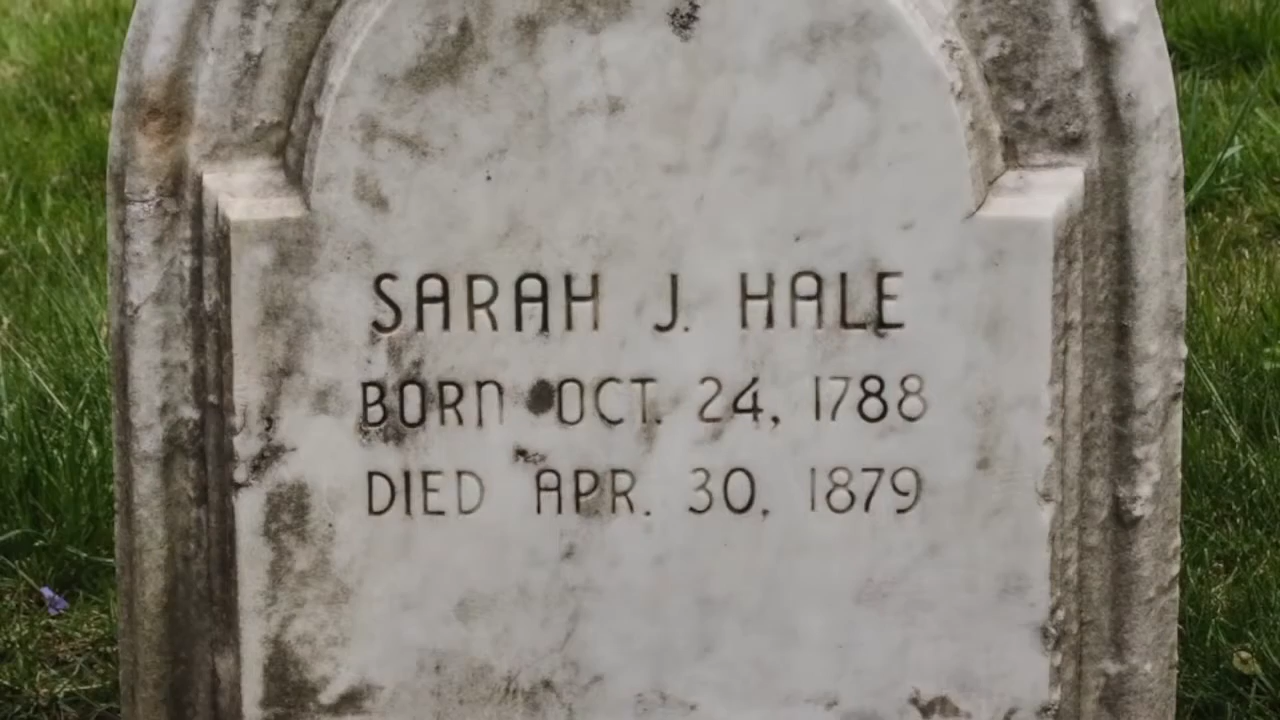 SARAH J. HALE
BORN OCT. 24, 1788
DIED APR. 30, 1879